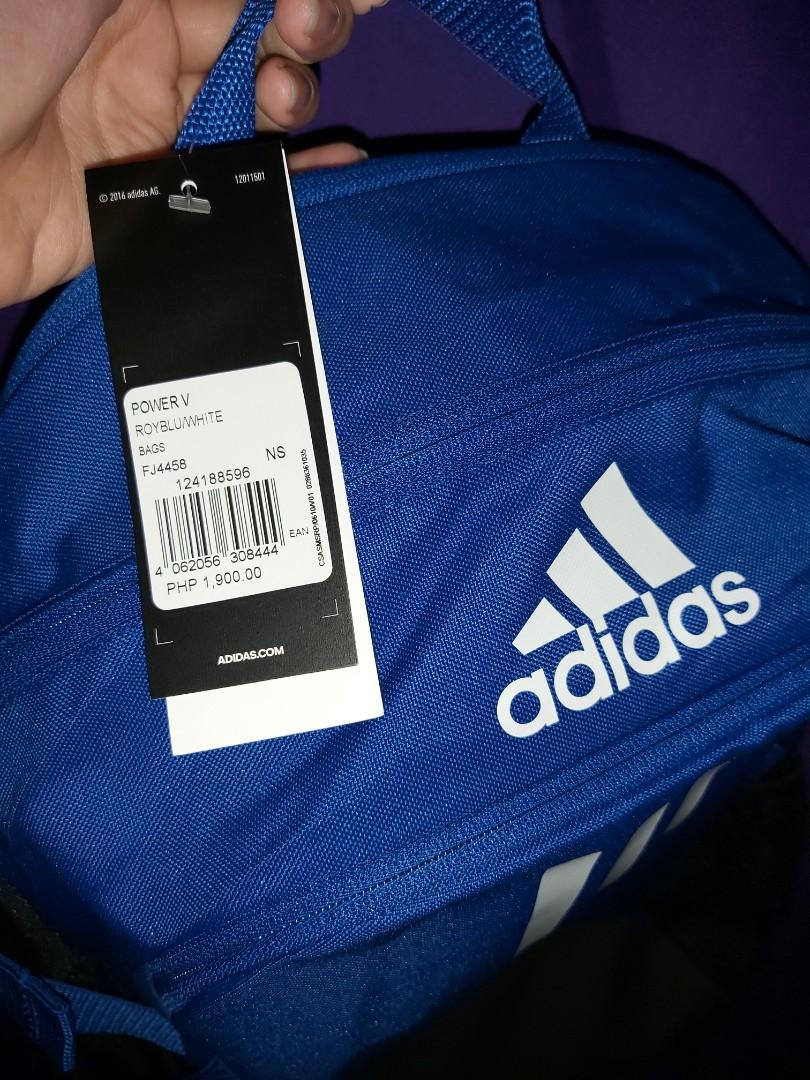 © 2016 adidas AG.
12011501
POWER V
ROYBLU/WHITE
BAGS
FJ4458
NS
124188596
EAN
4 062056 308444
PHP 1,900.00
ADIDAS.COM
adidas